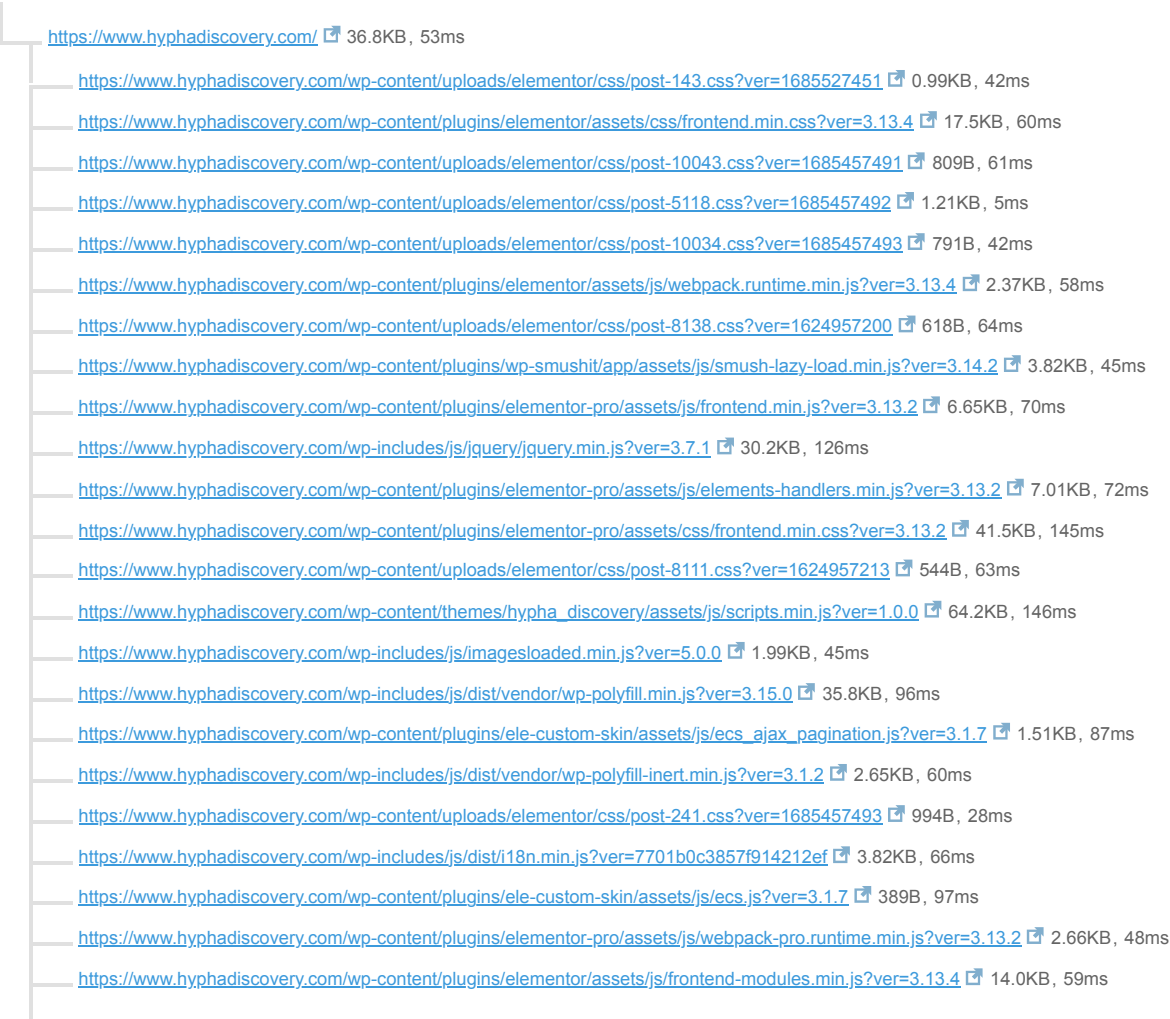 https://www.hyphadiscovery.com/ 36.8KB, 53ms
https://www.hyphadiscovery.com/wp-content/uploads/elementor/css/post-143.css?ver=1685527451 0.99KB, 42ms
https://www.hyphadiscovery.com/wp-content/plugins/elementor/assets/css/frontend.min.css?ver=3.13.4 17.5KB, 60ms
https://www.hyphadiscovery.com/wp-content/uploads/elementor/css/post-10043.css?ver=1685457491 809B, 61ms
https://www.hyphadiscovery.com/wp-content/uploads/elementor/css/post-5118.css?ver=1685457492 1.21KB, 5ms
https://www.hyphadiscovery.com/wp-content/uploads/elementor/css/post-10034.css?ver=1685457493 791B, 42ms
https://www.hyphadiscovery.com/wp-content/plugins/elementor/assets/js/webpack.runtime.min.js?ver=3.13.4 2.37KB, 58ms
https://www.hyphadiscovery.com/wp-content/uploads/elementor/css/post-8138.css?ver=1624957200 618B, 64ms
https://www.hyphadiscovery.com/wp-content/plugins/wp-smushit/app/assets/js/smush-lazy-load.min.js?ver=3.14.2 3.82KB, 45ms
https://www.hyphadiscovery.com/wp-content/plugins/elementor-pro/assets/js/frontend.min.js?ver=3.13.2 6.65KB, 70ms
https://www.hyphadiscovery.com/wp-includes/js/jquery/jquery.min.js?ver=3.7.1 30.2KB, 126ms
https://www.hyphadiscovery.com/wp-content/plugins/elementor-pro/assets/js/elements-handlers.min.js?ver=3.13.2 7.01KB, 72ms
https://www.hyphadiscovery.com/wp-content/plugins/elementor-pro/assets/css/frontend.min.css?ver=3.13.2 41.5KB, 145ms
https://www.hyphadiscovery.com/wp-content/uploads/elementor/css/post-8111.css?ver=1624957213 544B, 63ms
https://www.hyphadiscovery.com/wp-content/themes/hypha_discovery/assets/js/scripts.min.js?ver=1.0.0 64.2KB, 146ms
https://www.hyphadiscovery.com/wp-includes/js/imagesloaded.min.js?ver=5.0.0 1.99KB, 45ms
https://www.hyphadiscovery.com/wp-includes/js/dist/vendor/wp-polyfill.min.js?ver=3.15.0 35.8KB, 96ms
https://www.hyphadiscovery.com/wp-content/plugins/ele-custom-skin/assets/js/ecs_ajax_pagination.js?ver=3.1.7 1.51KB, 87ms
https://www.hyphadiscovery.com/wp-includes/js/dist/vendor/wp-polyfill-inert.min.js?ver=3.1.2 2.65KB, 60ms
https://www.hyphadiscovery.com/wp-content/uploads/elementor/css/post-241.css?ver=1685457493 994B, 28ms
https://www.hyphadiscovery.com/wp-includes/js/dist/i18n.min.js?ver=7701b0c3857f914212ef 3.82KB, 66ms
https://www.hyphadiscovery.com/wp-content/plugins/ele-custom-skin/assets/js/ecs.js?ver=3.1.7 389B, 97ms
https://www.hyphadiscovery.com/wp-content/plugins/elementor-pro/assets/js/webpack-pro.runtime.min.js?ver=3.13.2 2.66KB, 48ms
https://www.hyphadiscovery.com/wp-content/plugins/elementor/assets/js/frontend-modules.min.js?ver=3.13.4 14.0KB, 59ms